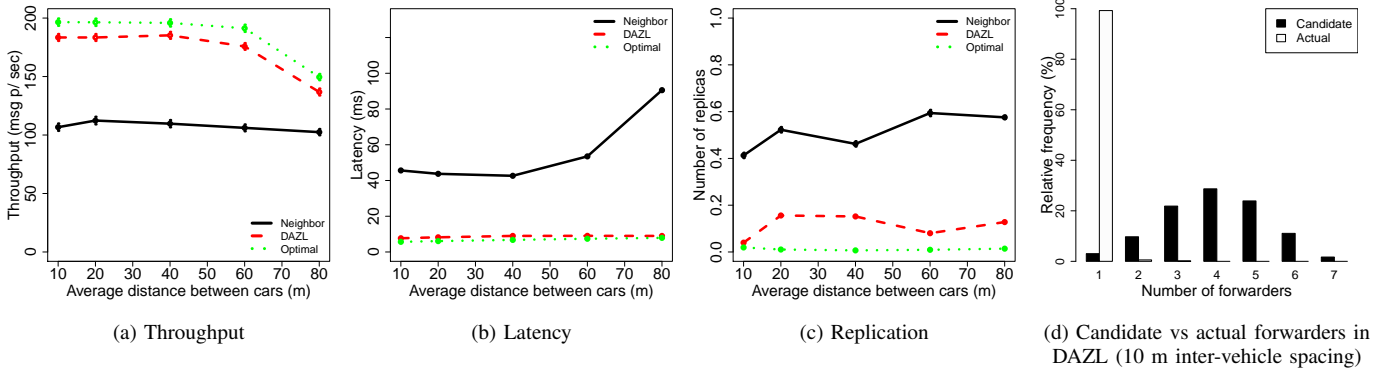 Throughput (msg p/ sec)
0 50 100 150 200
Neighbor
DAZL
Optimal
10 20 30 40 50 60 70 80
Average distance between cars (m)
(a) Throughput
Latency (ms)
0 20 40 60 80 100
Neighbor
DAZL
Optimal
10 20 30 40 50 60 70 80
Average distance between cars (m)
(b) Latency
Number of replicas
0.0 0.2 0.4 0.6 0.8 1.0
Neighbor
DAZL
Optimal
10 20 30 40 50 60 70 80
Average distance between cars (m)
(c) Replication
Relative frequency (%)
0 20 40 60 80 100
Candidate
Actual
1 2 3 4 5 6 7
Number of forwarders
(d) Candidate vs actual forwarders in
DAZL (10 m inter-vehicle spacing)